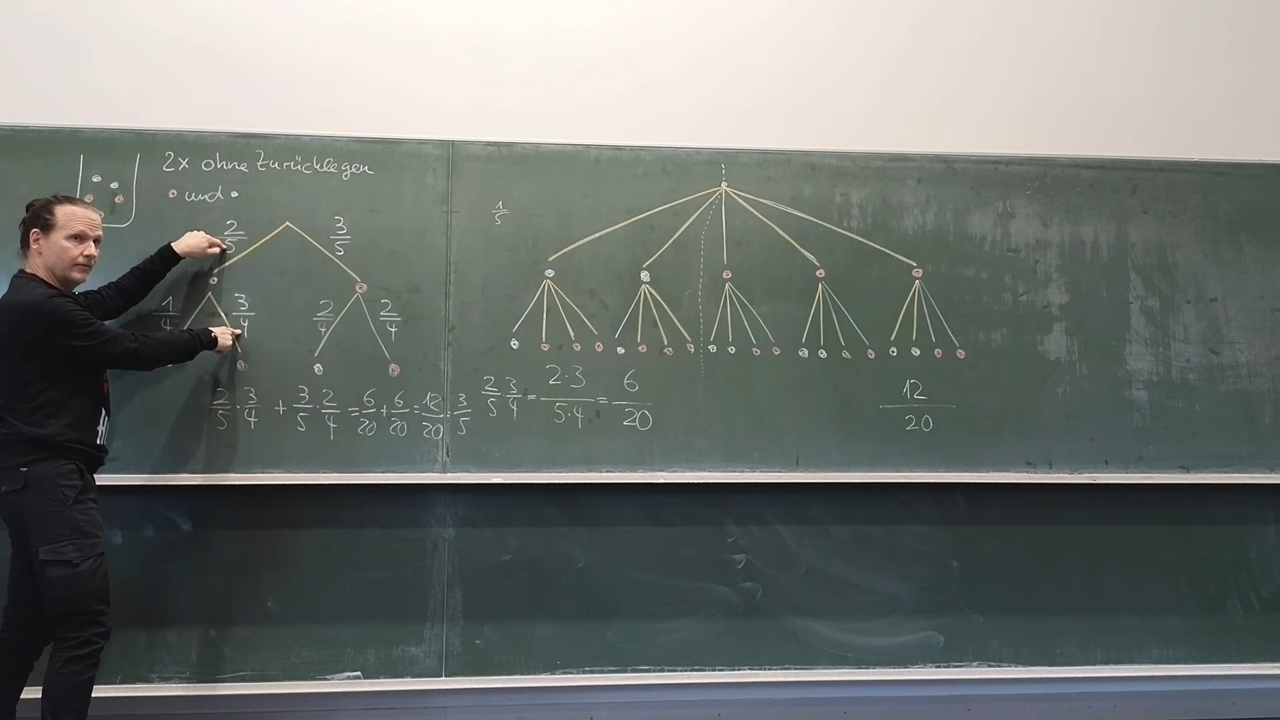 2x ohne Zurücklegen
und
2/5 3/5
1/4 3/4 2/4 2/4
2/5 · 3/4 + 3/5 · 2/4 = 6/20 + 6/20 = 12/20 = 3/5
1/5
2/5 · 3/4 = 2·3/5·4 = 6/20
12/20